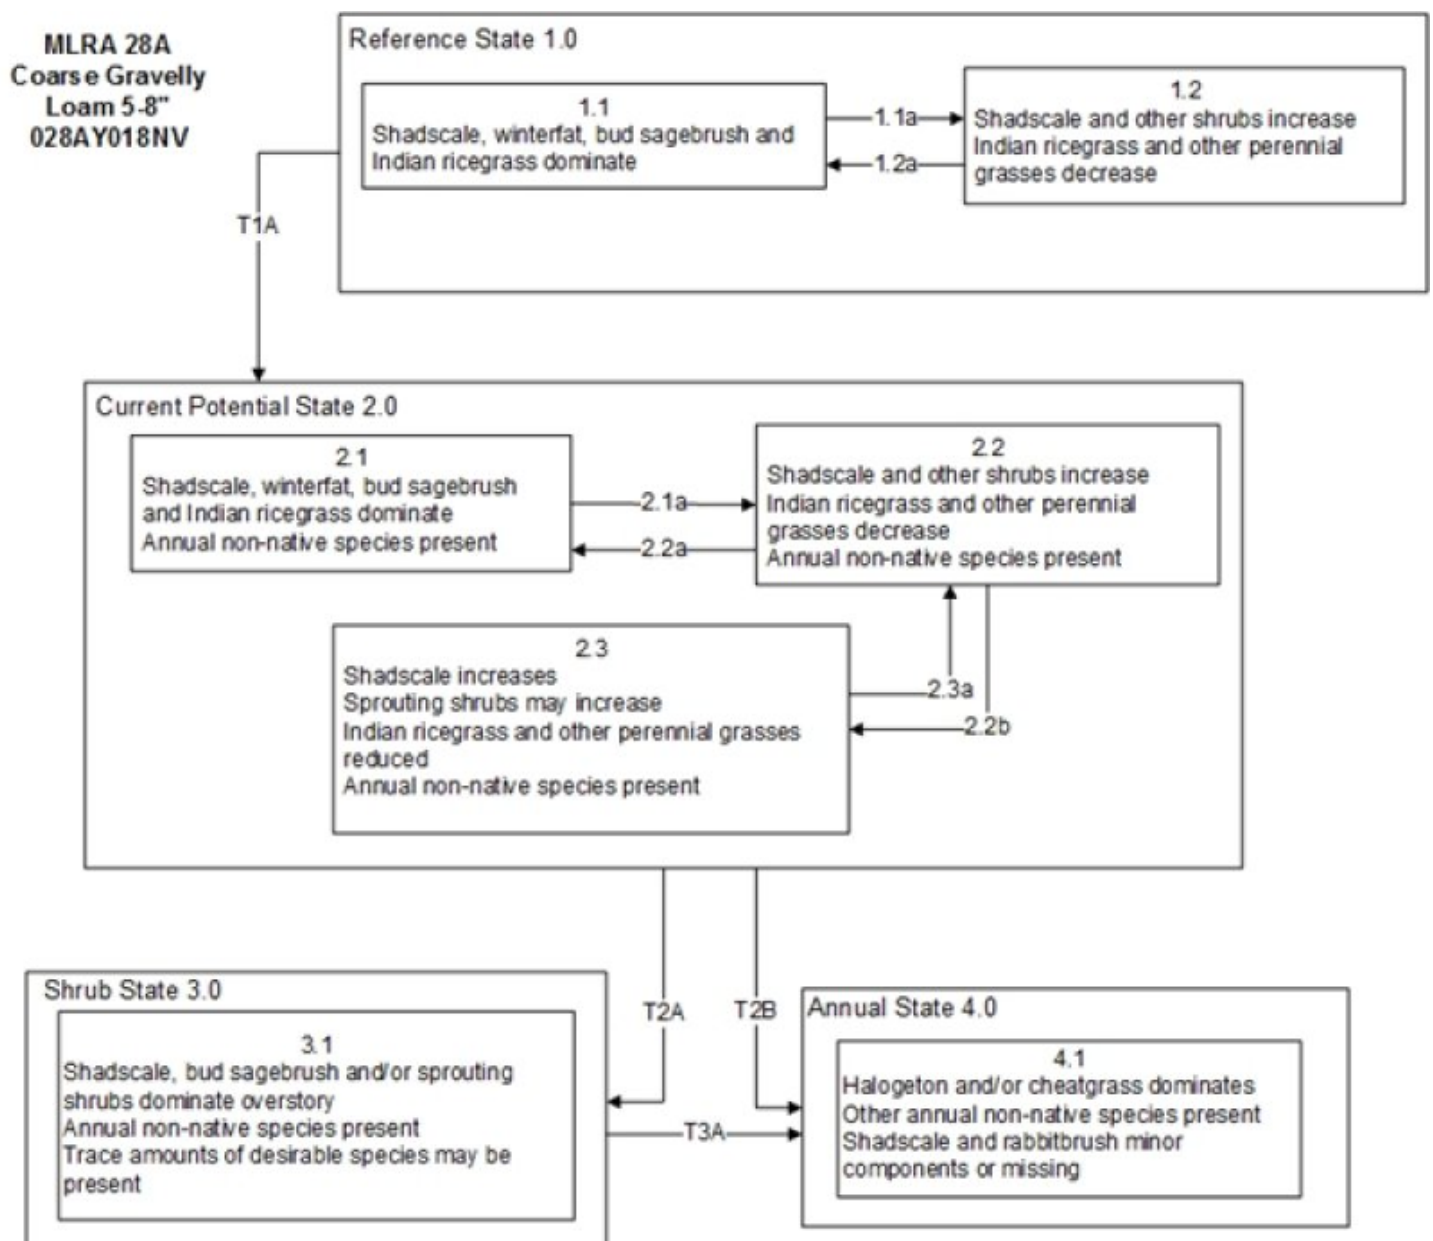 MLRA 28A
Coarse Gravelly
Loam 5-8"
028AY018NV
Reference State 1.0
1.1
Shadscale, winterfat, bud sagebrush and
Indian ricegrass dominate
1.1a
1.2a
1.2
Shadscale and other shrubs increase
Indian ricegrass and other perennial
grasses decrease
T1A
Current Potential State 2.0
2.1
Shadscale, winterfat, bud sagebrush
and Indian ricegrass dominate
Annual non-native species present
2.1a
2.2a
2.2
Shadscale and other shrubs increase
Indian ricegrass and other perennial
grasses decrease
Annual non-native species present
2.3
Shadscale increases
Sprouting shrubs may increase
Indian ricegrass and other perennial grasses
reduced
Annual non-native species present
2.3a
2.2b
T2A
T2B
Shrub State 3.0
3.1
Shadscale, bud sagebrush and/or sprouting
shrubs dominate overstory
Annual non-native species present
Trace amounts of desirable species may be
present
T3A
Annual State 4.0
4.1
Halogeton and/or cheatgrass dominates
Other annual non-native species present
Shadscale and rabbitbrush minor
components or missing